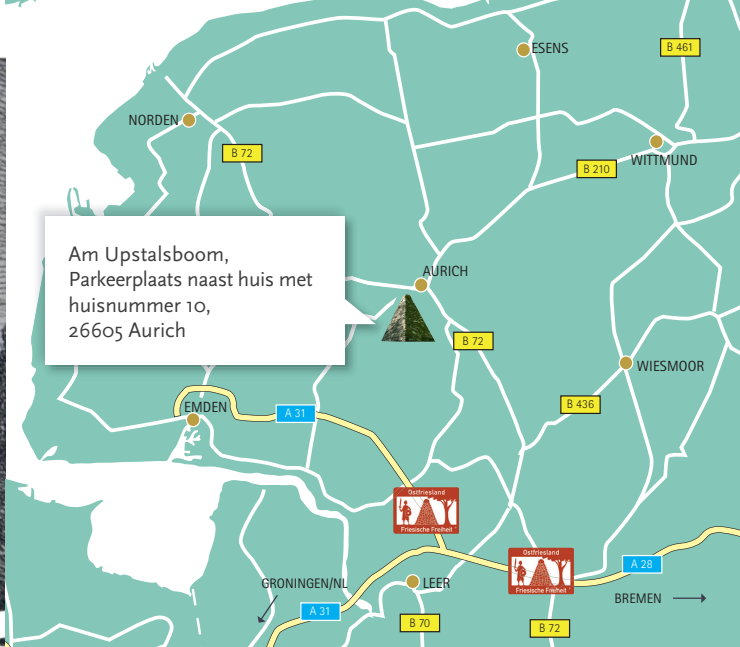 ESENS
B 461
NORDEN
B 72
WITTMUND
B 210
Am Upstalsboom,
Parkeerplaats naast huis met
huisnummer 10,
26605 Aurich
AURICH
B 72
WIESMOOR
EMDEN
A 31
B 436
Ostfriesland
Friesische Freiheit
Ostfriesland
Friesische Freiheit
A 28
GRONINGEN/NL
LEER
A 31
BREMEN
B 70
B 72